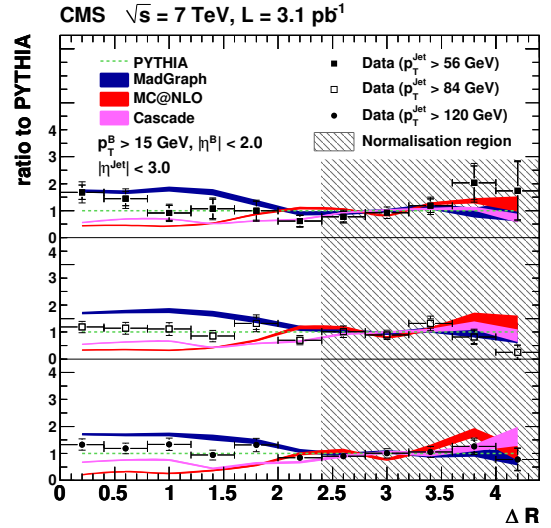 CMS √s = 7 TeV, L = 3.1 pb⁻¹
ratio to PYTHIA
PYTHIA
MadGraph
MC@NLO
Cascade
p_T^B > 15 GeV, |η^B| < 2.0
|η^Jet| < 3.0
Data (p_T^Jet > 56 GeV)
Data (p_T^Jet > 84 GeV)
Data (p_T^Jet > 120 GeV)
Normalisation region
5
4
3
2
1
0
5
4
3
2
1
0
5
4
3
2
1
0
0 0.5 1 1.5 2 2.5 3 3.5 4
Δ R